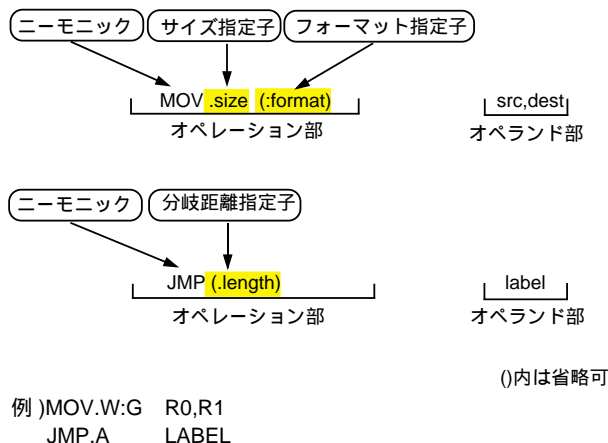 ニーモニック サイズ指定子 フォーマット指定子
MOV .size (:format) src,dest
オペレーション部 オペランド部
ニーモニック 分岐距離指定子
JMP (.length) label
オペレーション部 オペランド部
()内は省略可
例 )MOV.W:G R0,R1
JMP.A LABEL